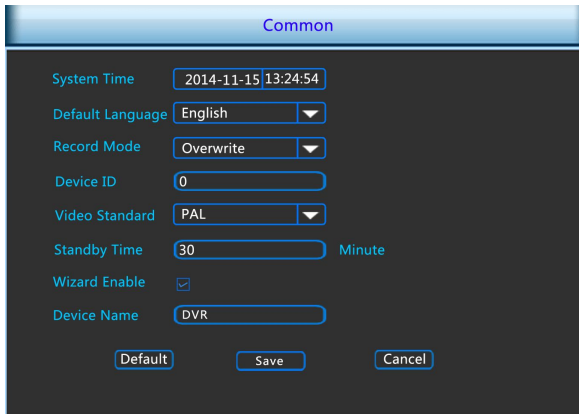 Common
System Time 2014-11-15 13:24:54
Default Language English
Record Mode Overwrite
Device ID 0
Video Standard PAL
Standby Time 30 Minute
Wizard Enable
Device Name DVR
Default Save Cancel